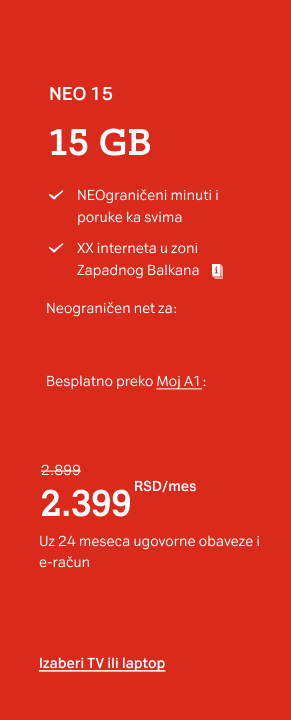 NEO 15
15 GB
NEOgraničeni minuti i
poruke ka svima
XX interneta u zoni
Zapadnog Balkana
Neograničen net za:
Besplatno preko Moj A1:
2.899
2.399 RSD/mes
Uz 24 meseca ugovorne obaveze i
e-račun
Izaberi TV ili laptop